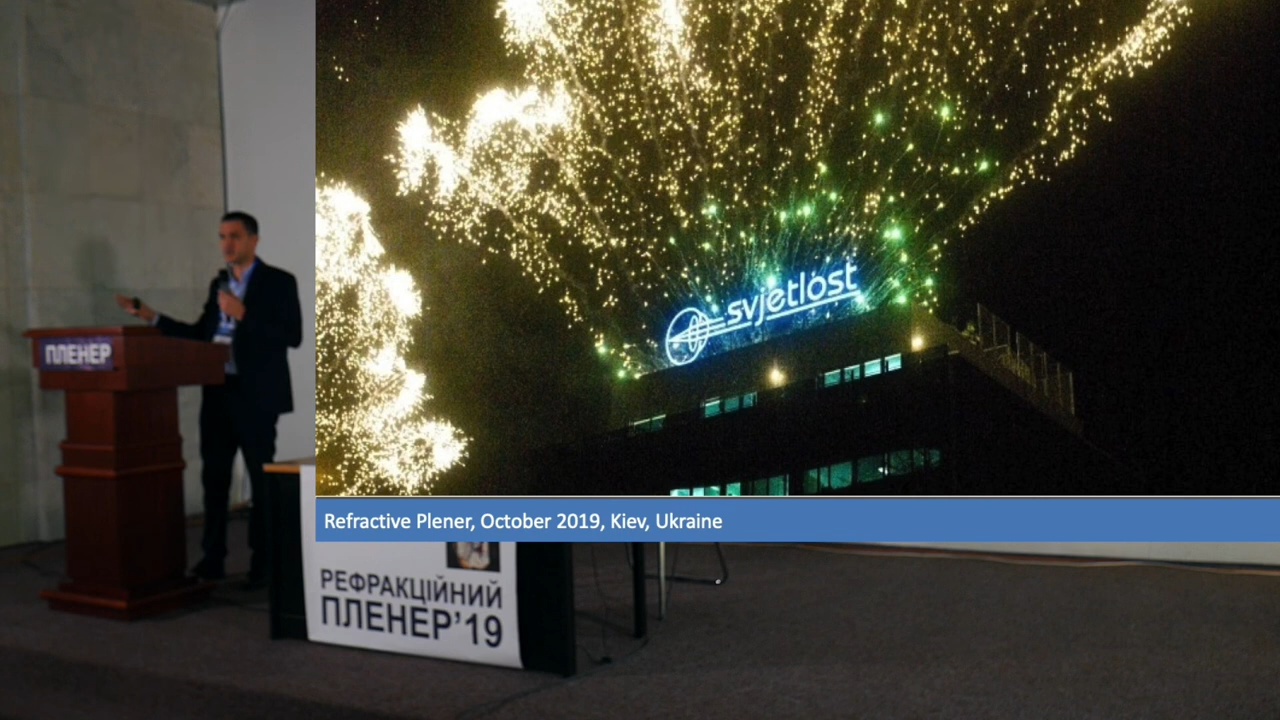 ПЛЕНЕР
svjetlost
Refractive Plener, October 2019, Kiev, Ukraine
РЕФРАКЦІЙНИЙ
ПЛЕНЕР’19